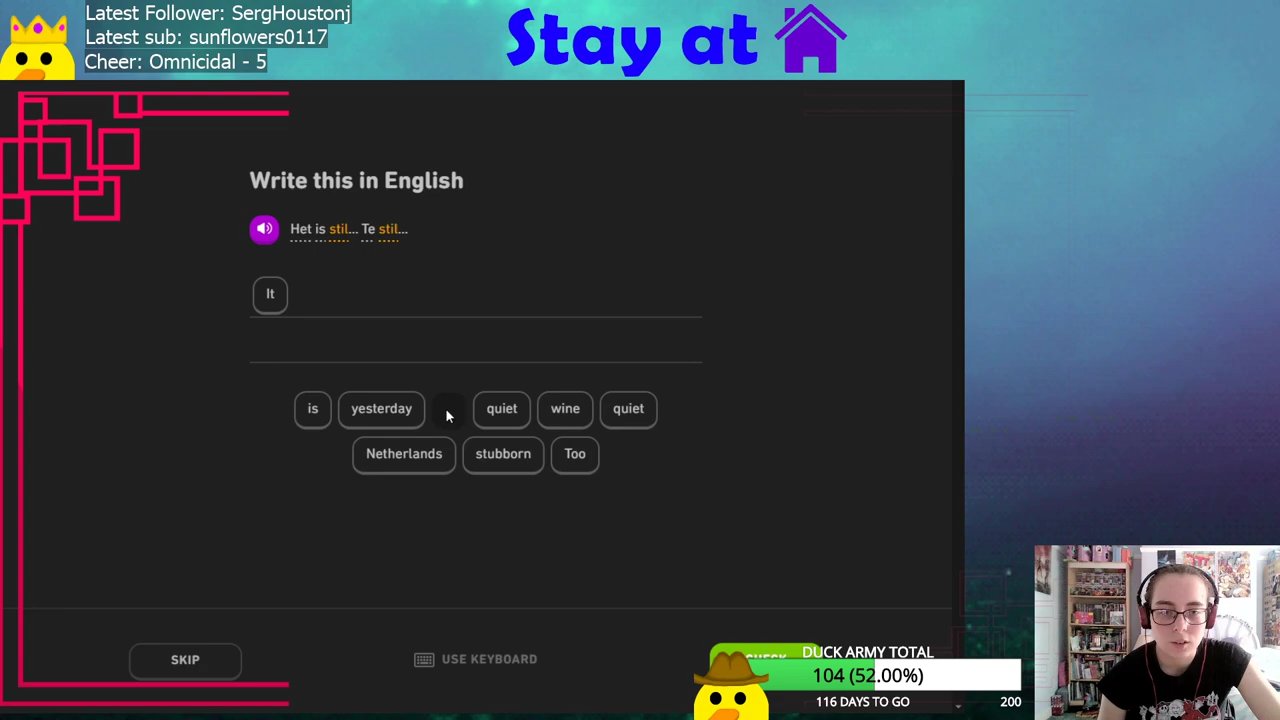 Latest Follower: SergHoustonj
Latest sub: sunflowers0117
Cheer: Omnicidal - 5
Stay at
Write this in English
Het is stil... Te stil...
It
is yesterday quiet wine quiet
Netherlands stubborn Too
SKIP
USE KEYBOARD
DUCK ARMY TOTAL
104 (52.00%)
116 DAYS TO GO 200